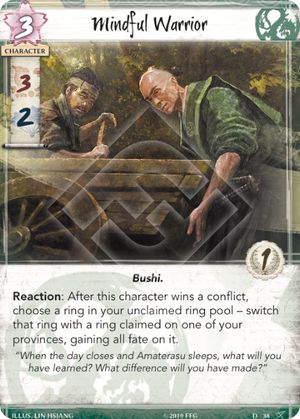 3
Mindful Warrior
CHARACTER
3
2
Bushi.
1
Reaction: After this character wins a conflict,
choose a ring in your unclaimed ring pool – switch
that ring with a ring claimed on one of your
provinces, gaining all fate on it.
“When the day closes and Amaterasu sleeps, what will you
have learned? What difference will you have made?”
ILLUS. LIN HSIANG
©2019 FFG
D 38